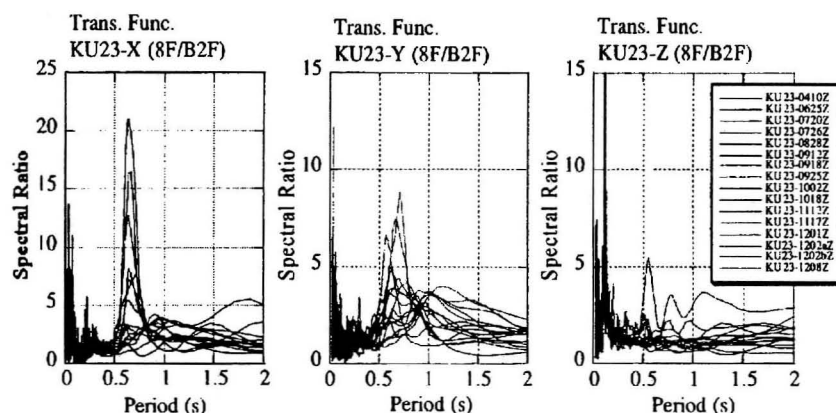 Trans. Func.
KU23-X (8F/B2F)
25
20
15
10
5
0
0 0.5 1 1.5 2
Period (s)
Spectral Ratio
Trans. Func.
KU23-Y (8F/B2F)
15
10
5
0
0 0.5 1 1.5 2
Period (s)
Spectral Ratio
Trans. Func.
KU23-Z (8F/B2F)
15
10
5
0
0 0.5 1 1.5 2
Period (s)
Spectral Ratio
KU23-0410Z
KU23-0625Z
KU23-0720Z
KU23-0726Z
KU23-0828Z
KU23-0912Z
KU23-0918Z
KU23-0925Z
KU23-1002Z
KU23-1018Z
KU23-1112Z
KU23-1117Z
KU23-1201Z
KU23-1202aZ
KU23-1202bZ
KU23-1208Z